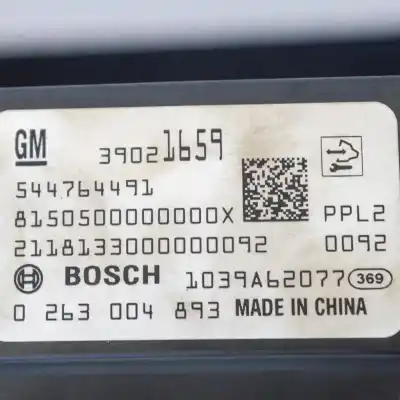 GM 39021659
544764491
8150500000000X PPL2
2118133000000092 0092
BOSCH 1039A62077 369
0 263 004 893 MADE IN CHINA